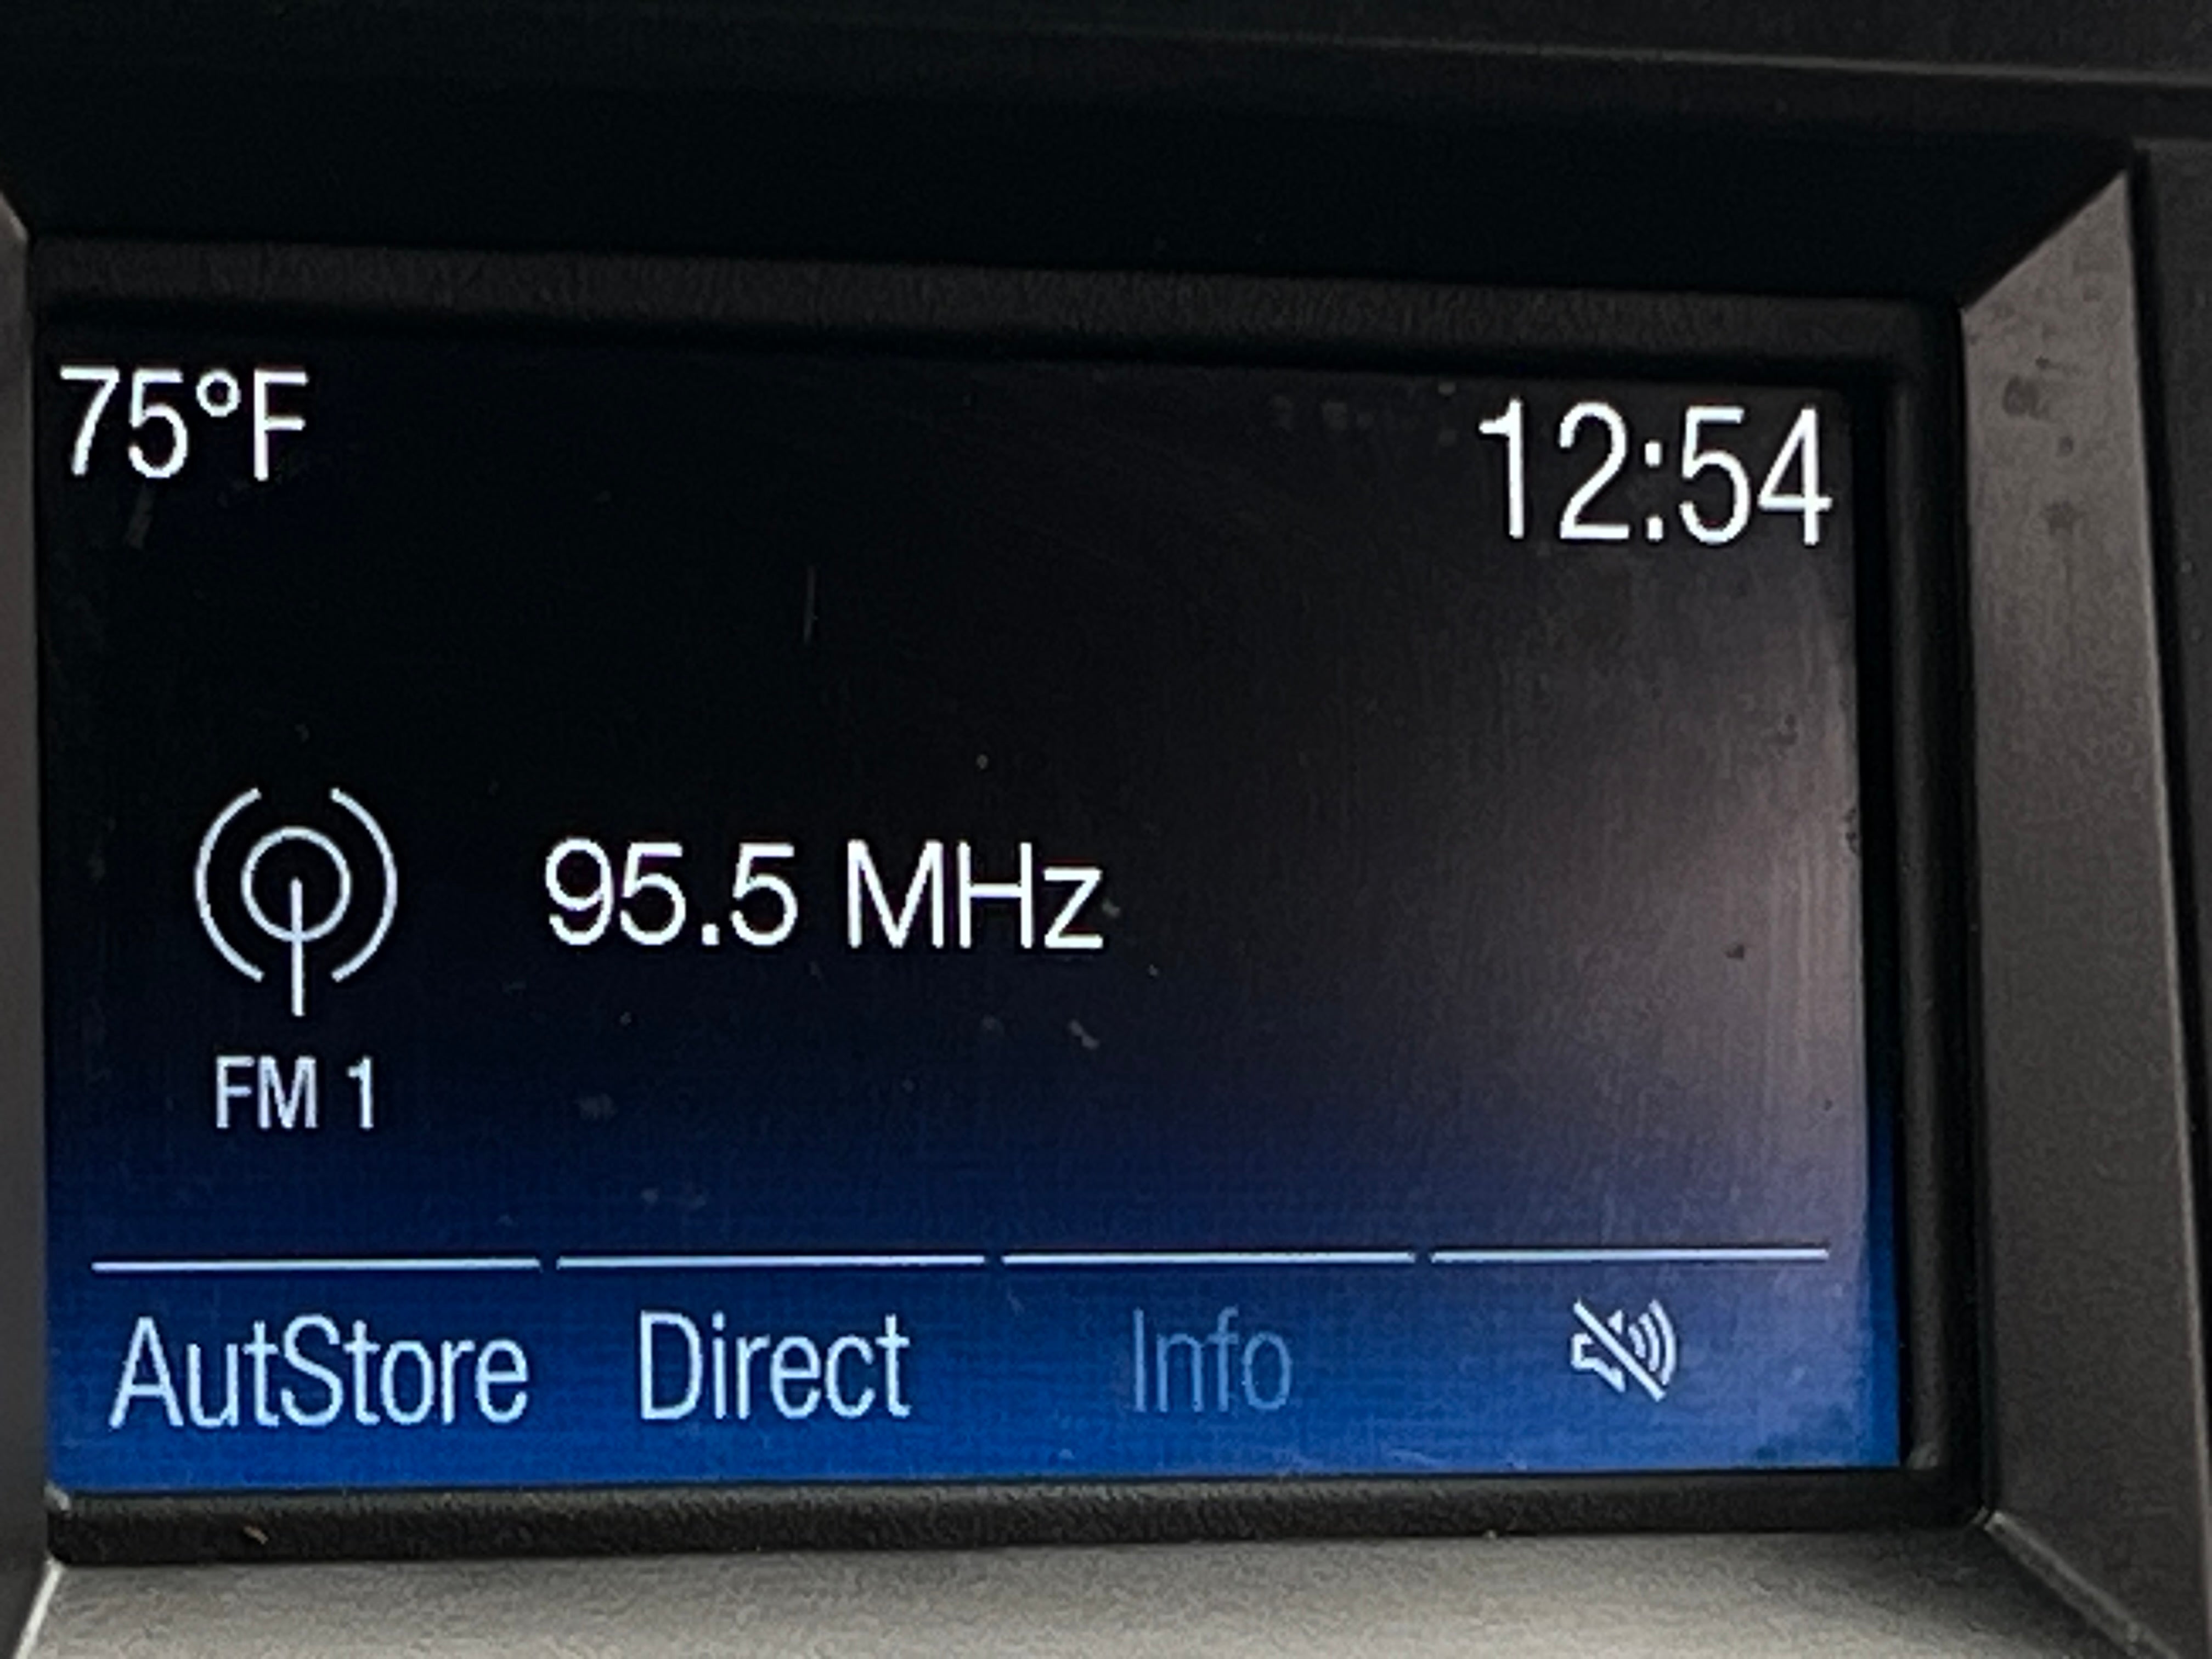 75°F
12:54
95.5 MHz
FM 1
AutStore
Direct
Info